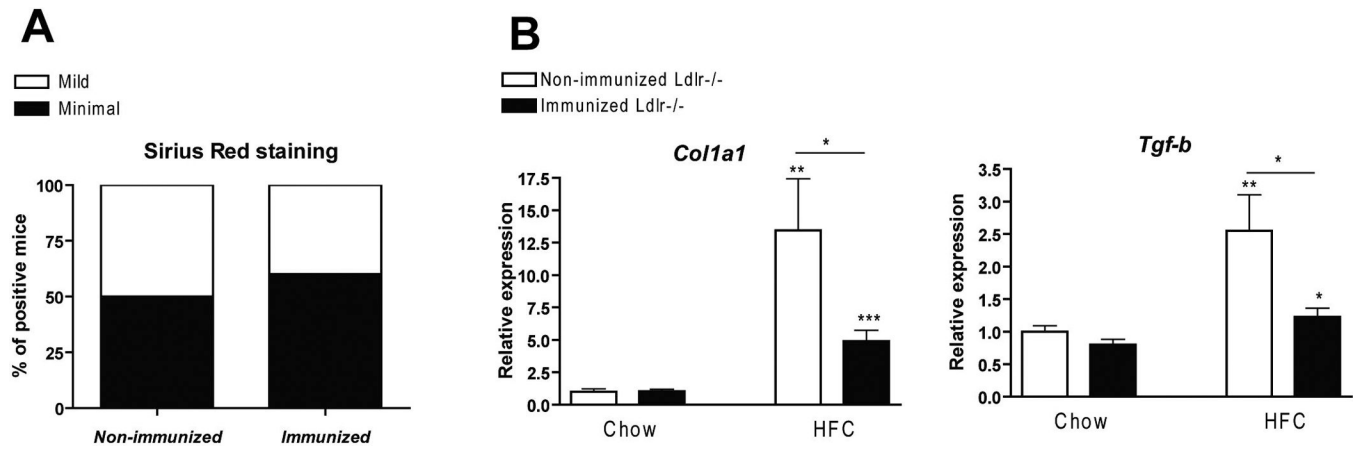 A
Mild
Minimal
Sirius Red staining
% of positive mice
100
75
50
25
0
Non-immunized
Immunized
B
Non-immunized Ldlr-/-
Immunized Ldlr-/-
Col1a1
Relative expression
17.5
15.0
12.5
10.0
7.5
5.0
2.5
0.0
*
**
***
Chow
HFC
Tgf-b
Relative expression
3.5
3.0
2.5
2.0
1.5
1.0
0.5
0.0
*
**
*
Chow
HFC